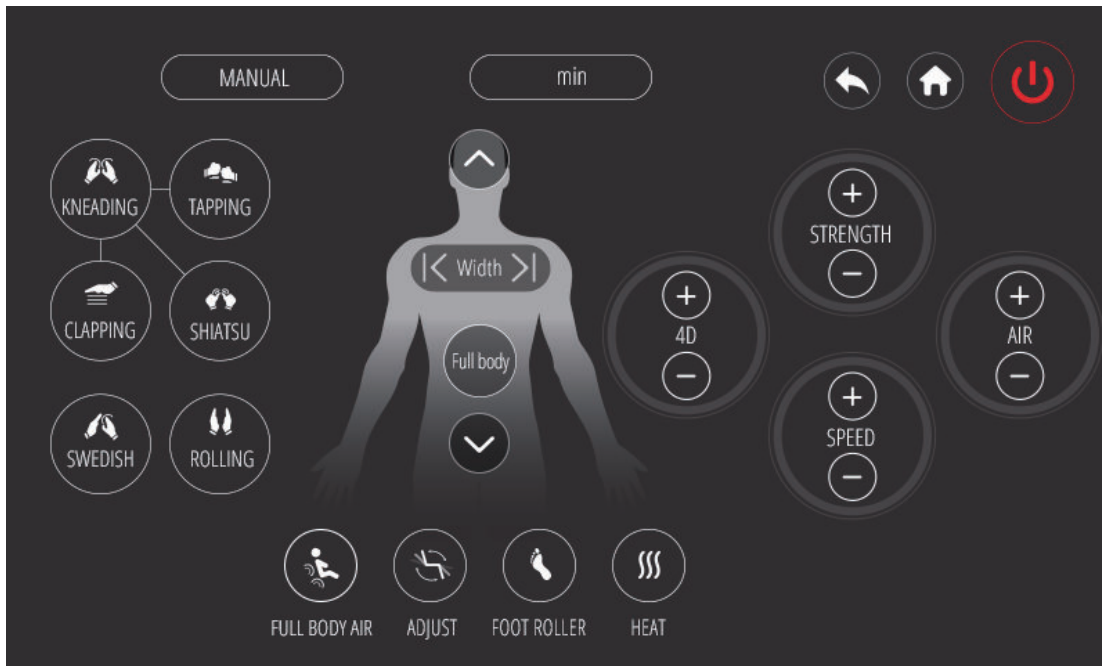 MANUAL
min
KNEADING
TAPPING
STRENGTH
Width
CLAPPING
SHIATSU
4D
AIR
Full body
SPEED
SWEDISH
ROLLING
FULL BODY AIR
ADJUST
FOOT ROLLER
HEAT